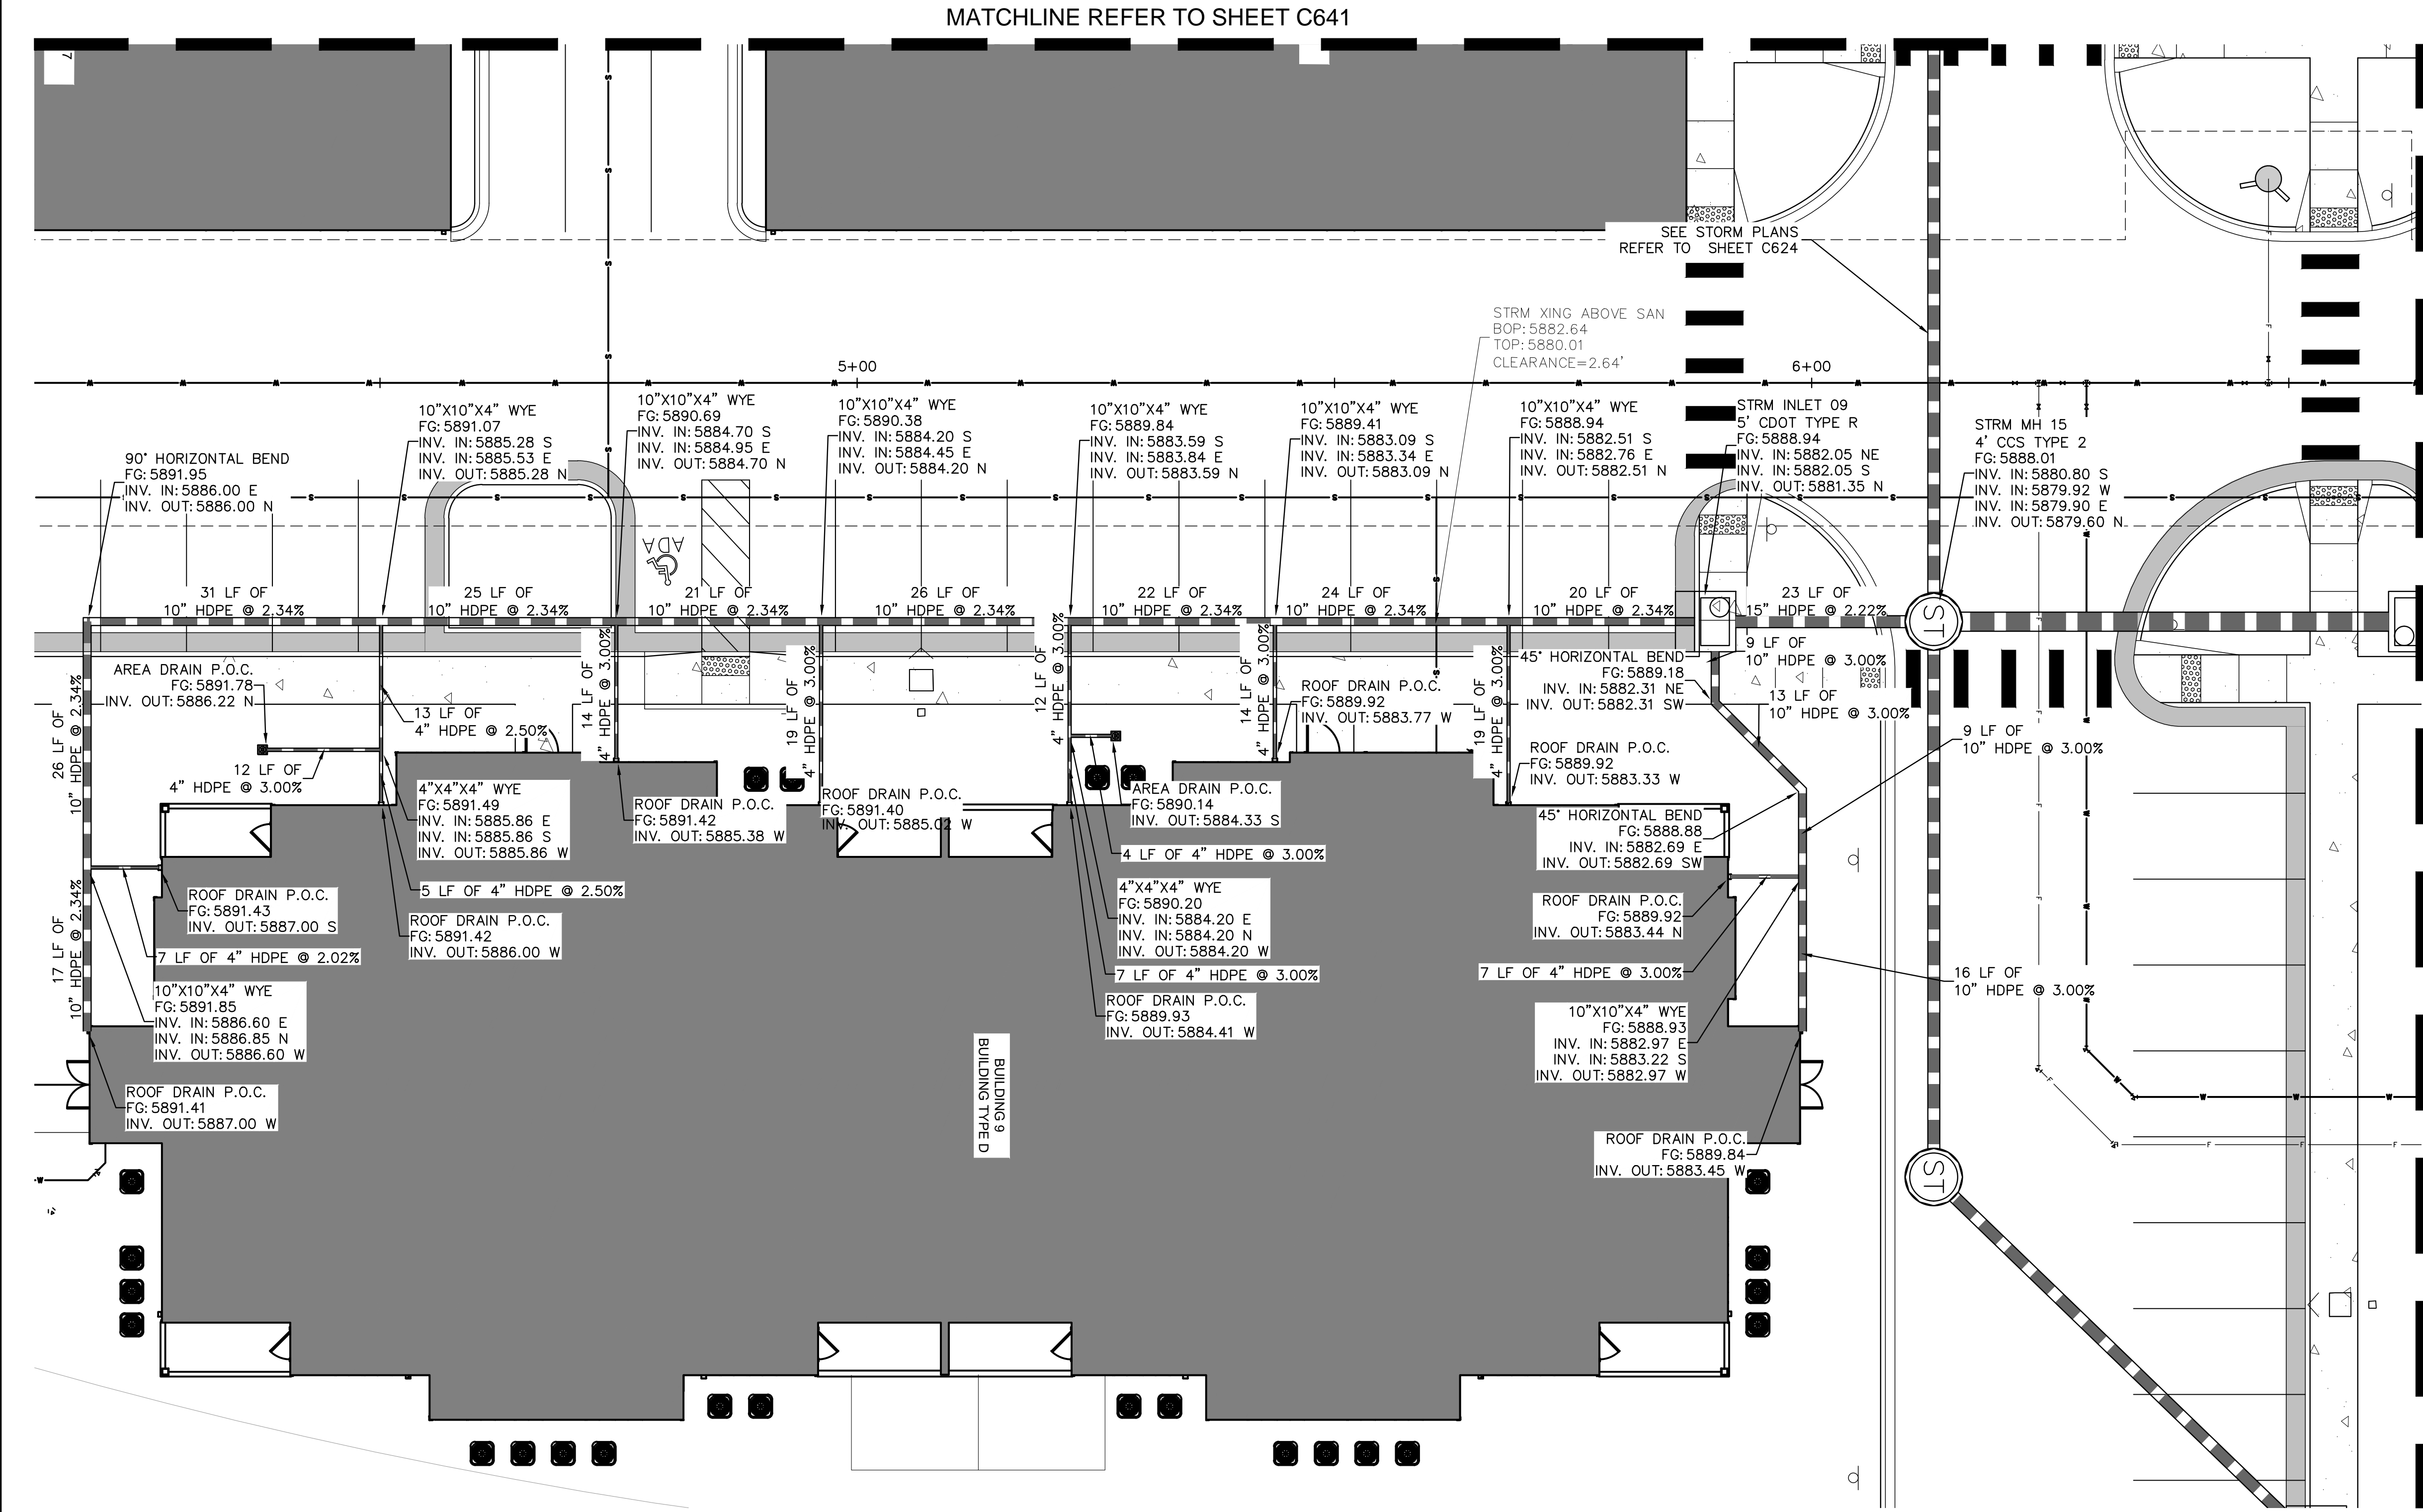 MATCHLINE REFER TO SHEET C641
7
SEE STORM PLANS
REFER TO SHEET C624
STRM XING ABOVE SAN
BOP: 5882.64
TOP: 5880.01
CLEARANCE=2.64'
5+00
6+00
90° HORIZONTAL BEND
FG: 5891.95
INV. IN: 5886.00 E
INV. OUT: 5886.00 N
10"X10"X4" WYE
FG: 5891.07
INV. IN: 5885.28 S
INV. IN: 5885.53 E
INV. OUT: 5885.28 N
10"X10"X4" WYE
FG: 5890.69
INV. IN: 5884.70 S
INV. IN: 5884.95 E
INV. OUT: 5884.70 N
10"X10"X4" WYE
FG: 5890.38
INV. IN: 5884.20 S
INV. IN: 5884.45 E
INV. OUT: 5884.20 N
10"X10"X4" WYE
FG: 5889.84
INV. IN: 5883.59 S
INV. IN: 5883.84 E
INV. OUT: 5883.59 N
10"X10"X4" WYE
FG: 5889.41
INV. IN: 5883.09 S
INV. IN: 5883.34 E
INV. OUT: 5883.09 N
10"X10"X4" WYE
FG: 5888.94
INV. IN: 5882.51 S
INV. IN: 5882.76 E
INV. OUT: 5882.51 N
STRM INLET 09
5' CDOT TYPE R
FG: 5888.94
INV. IN: 5882.05 NE
INV. IN: 5882.05 S
INV. OUT: 5881.35 N
STRM MH 15
4' CCS TYPE 2
FG: 5888.01
INV. IN: 5880.80 S
INV. IN: 5879.92 W
INV. IN: 5879.90 E
INV. OUT: 5879.60 N
ADA
31 LF OF
10" HDPE @ 2.34%
25 LF OF
10" HDPE @ 2.34%
21 LF OF
10" HDPE @ 2.34%
26 LF OF
10" HDPE @ 2.34%
22 LF OF
10" HDPE @ 2.34%
24 LF OF
10" HDPE @ 2.34%
20 LF OF
10" HDPE @ 2.34%
23 LF OF
15" HDPE @ 2.22%
ST
AREA DRAIN P.O.C.
FG: 5891.78
INV. OUT: 5886.22 N
26 LF OF
10" HDPE @ 2.34%
12 LF OF
4" HDPE @ 3.00%
13 LF OF
4" HDPE @ 2.50%
14 LF OF
4" HDPE @ 3.00%
19 LF OF
4" HDPE @ 3.00%
12 LF OF
4" HDPE @ 3.00%
14 LF OF
4" HDPE @ 3.00%
ROOF DRAIN P.O.C.
FG: 5889.92
INV. OUT: 5883.77 W
19 LF OF
4" HDPE @ 3.00%
45° HORIZONTAL BEND
FG: 5889.18
INV. IN: 5882.31 NE
INV. OUT: 5882.31 SW
9 LF OF
10" HDPE @ 3.00%
13 LF OF
10" HDPE @ 3.00%
9 LF OF
10" HDPE @ 3.00%
4"X4"X4" WYE
FG: 5891.49
INV. IN: 5885.86 E
INV. IN: 5885.86 S
INV. OUT: 5885.86 W
ROOF DRAIN P.O.C.
FG: 5891.42
INV. OUT: 5885.38 W
ROOF DRAIN P.O.C.
FG: 5891.40
INV. OUT: 5885.02 W
AREA DRAIN P.O.C.
FG: 5890.14
INV. OUT: 5884.33 S
4 LF OF 4" HDPE @ 3.00%
ROOF DRAIN P.O.C.
FG: 5889.92
INV. OUT: 5883.33 W
45° HORIZONTAL BEND
FG: 5888.88
INV. IN: 5882.69 E
INV. OUT: 5882.69 SW
5 LF OF 4" HDPE @ 2.50%
ROOF DRAIN P.O.C.
FG: 5891.43
INV. OUT: 5887.00 S
17 LF OF
10" HDPE @ 2.34%
7 LF OF 4" HDPE @ 2.02%
ROOF DRAIN P.O.C.
FG: 5891.42
INV. OUT: 5886.00 W
4"X4"X4" WYE
FG: 5890.20
INV. IN: 5884.20 E
INV. IN: 5884.20 N
INV. OUT: 5884.20 W
7 LF OF 4" HDPE @ 3.00%
ROOF DRAIN P.O.C.
FG: 5889.93
INV. OUT: 5884.41 W
ROOF DRAIN P.O.C.
FG: 5889.92
INV. OUT: 5883.44 N
7 LF OF 4" HDPE @ 3.00%
16 LF OF
10" HDPE @ 3.00%
10"X10"X4" WYE
FG: 5891.85
INV. IN: 5886.60 E
INV. IN: 5886.85 N
INV. OUT: 5886.60 W
10"X10"X4" WYE
FG: 5888.93
INV. IN: 5882.97 E
INV. IN: 5883.22 S
INV. OUT: 5882.97 W
ROOF DRAIN P.O.C.
FG: 5891.41
INV. OUT: 5887.00 W
BUILDING 9
BUILDING TYPE D
ROOF DRAIN P.O.C.
FG: 5889.84
INV. OUT: 5883.45 W
ST